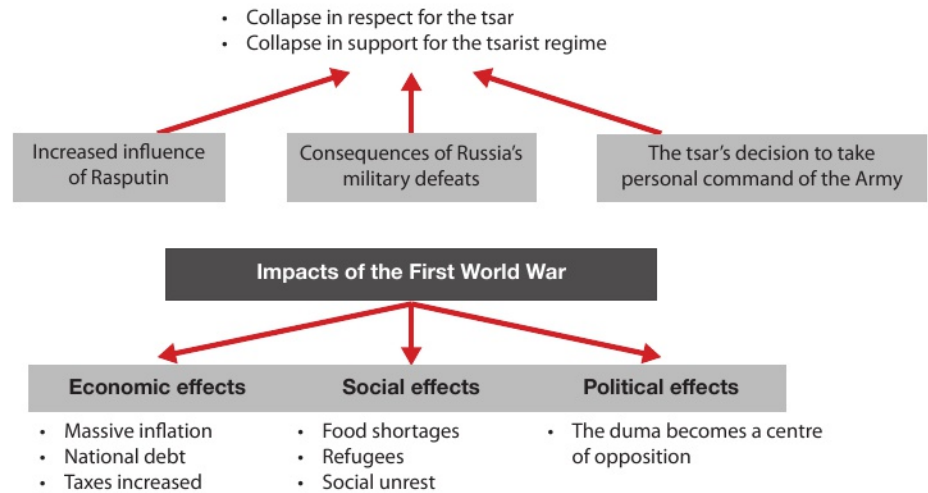 • Collapse in respect for the tsar
• Collapse in support for the tsarist regime
Increased influence
of Rasputin
Consequences of Russia's
military defeats
The tsar's decision to take
personal command of the Army
Impacts of the First World War
Economic effects
• Massive inflation
• National debt
• Taxes increased
Social effects
• Food shortages
• Refugees
• Social unrest
Political effects
• The duma becomes a centre
of opposition